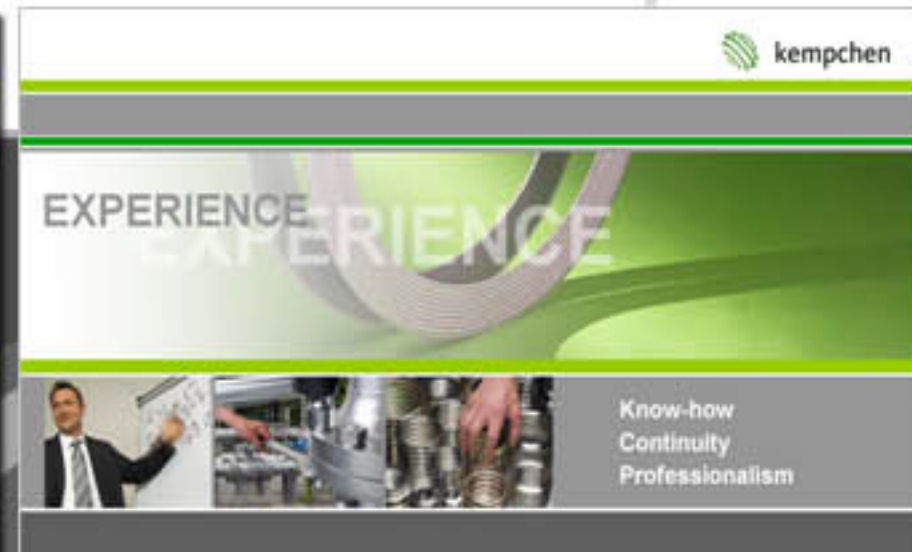 kempchen
EXPERIENCE
EXPERIENCE
Know-how
Continuity
Professionalism